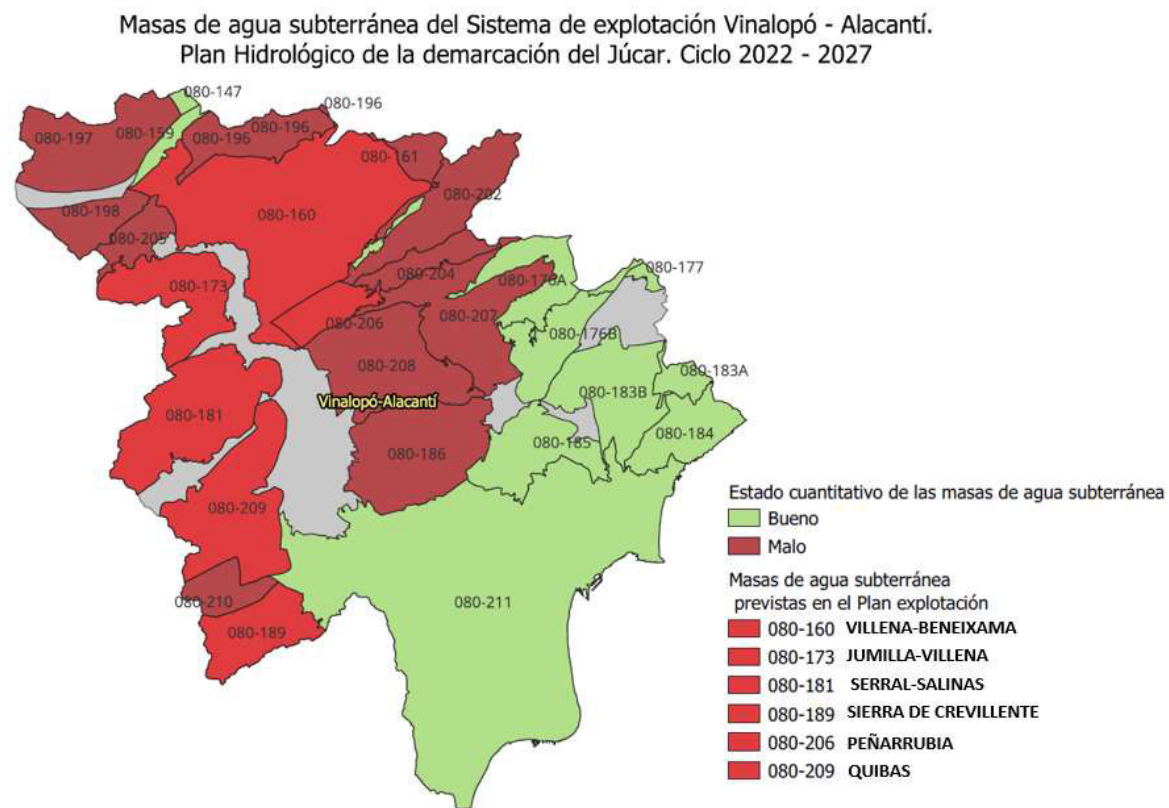 Masas de agua subterránea del Sistema de explotación Vinalopó - Alacantí.
Plan Hidrológico de la demarcación del Júcar. Ciclo 2022 - 2027
080-147
080-196
080-197
080-159
080-196
080-196
080-161
080-202
080-198
080-160
080-205
080-173
080-204
080-176A
080-177
080-207
080-206
080-176B
080-208
080-183A
080-183B
Vinalopó-Alacantí
080-181
080-184
080-185
080-186
080-209
080-210
080-211
080-189
Estado cuantitativo de las masas de agua subterránea
Bueno
Malo
Masas de agua subterránea
previstas en el Plan explotación
080-160 VILLENA-BENEIXAMA
080-173 JUMILLA-VILLENA
080-181 SERRAL-SALINAS
080-189 SIERRA DE CREVILLENTE
080-206 PEÑARRUBIA
080-209 QUIBAS